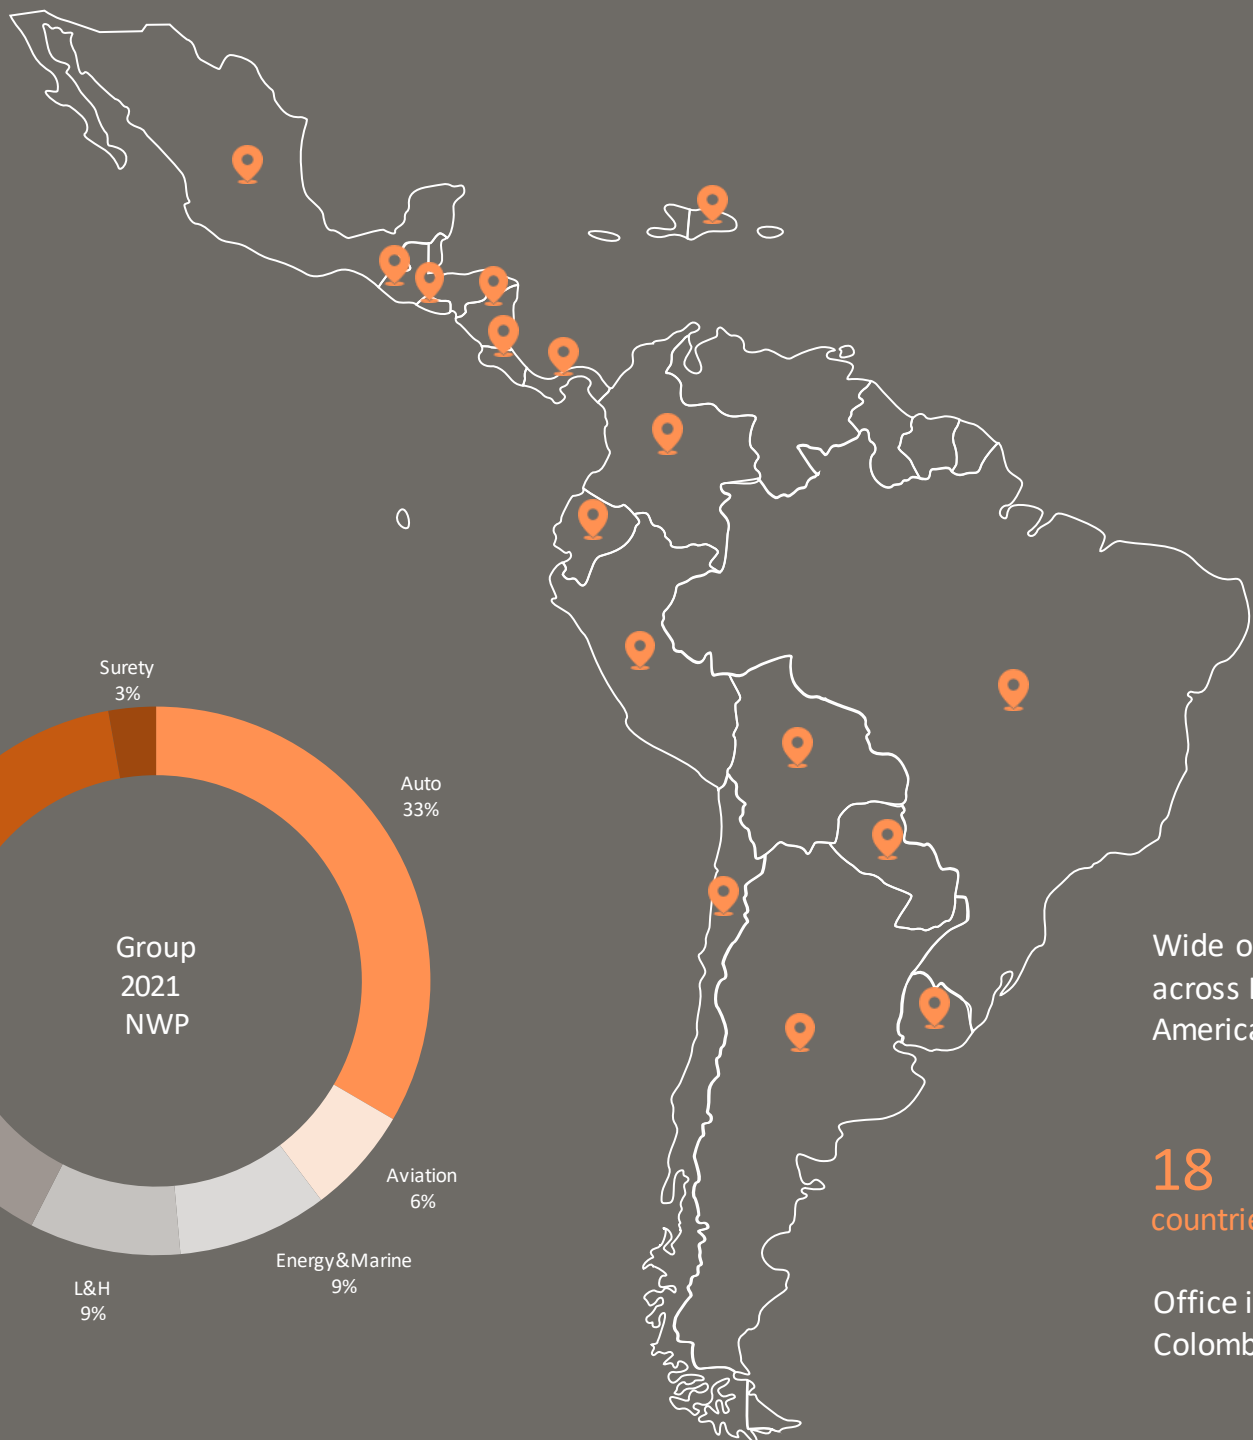 Surety
3%
Auto
33%
Group
2021
NWP
Aviation
6%
Energy&Marine
9%
L&H
9%
Wide
across
18
Office